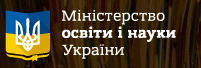 Міністерство
освіти і науки
України